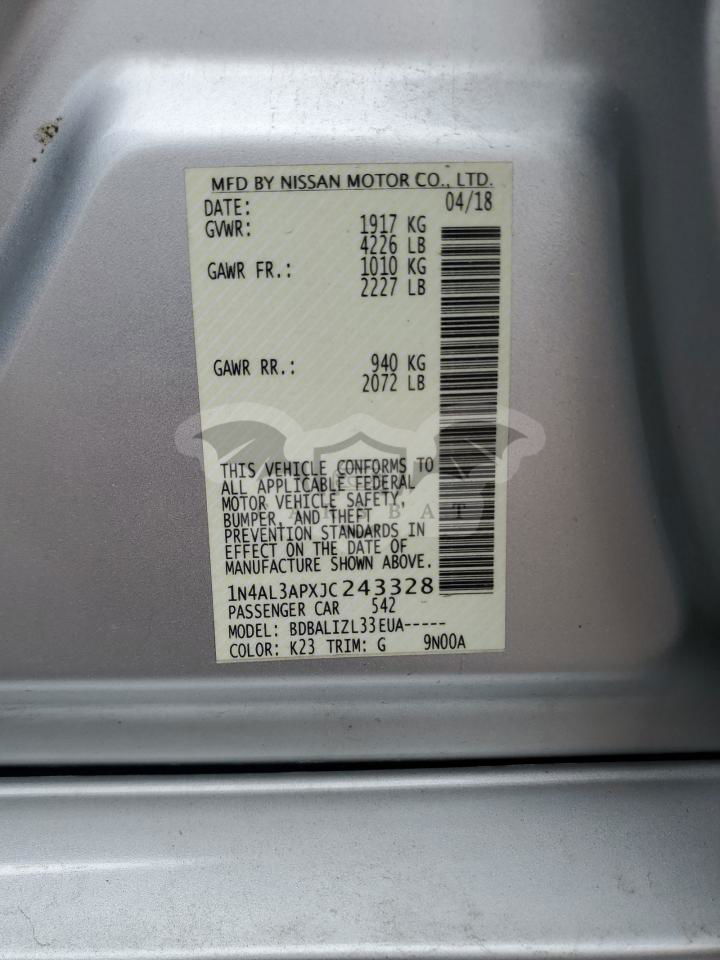 MFD BY NISSAN MOTOR CO., LTD.
DATE: 04/18
GVWR: 1917 KG
4226 LB
GAWR FR.: 1010 KG
2227 LB
GAWR RR.: 940 KG
2072 LB
THIS VEHICLE CONFORMS TO
ALL APPLICABLE FEDERAL
MOTOR VEHICLE SAFETY,
BUMPER, AND THEFT
PREVENTION STANDARDS IN
EFFECT ON THE DATE OF
MANUFACTURE SHOWN ABOVE.
1N4AL3APXJC243328
PASSENGER CAR 542
MODEL: BDBALIZL33EUA-----
COLOR: K23 TRIM: G 9N00A